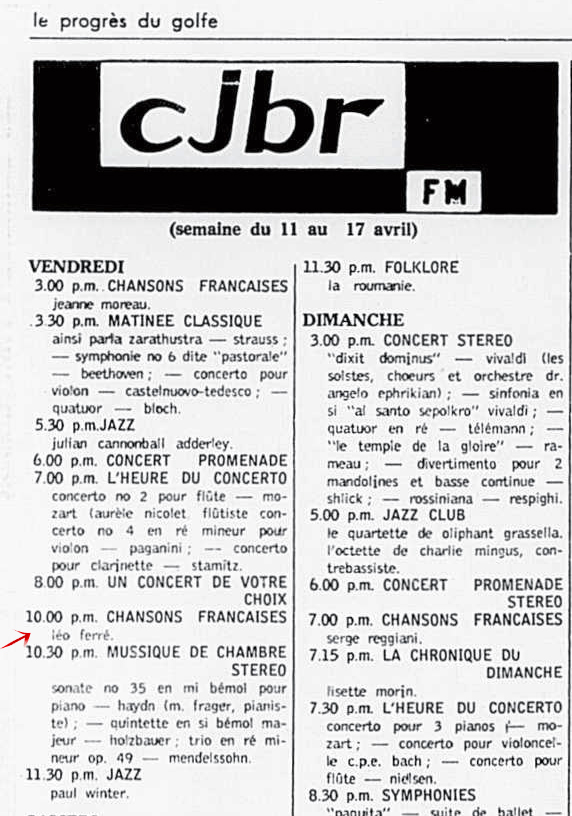 le progrès du golfe
cjbr
FM
(semaine du 11 au 17 avril)
VENDREDI
3.00 p.m. CHANSONS FRANCAISES
jeanne moreau.
3.30 p.m. MATINEE CLASSIQUE
ainsi parla zarathustra — strauss ;
— symphonie no 6 dite "pastorale"
— beethoven ; — concerto pour
violon — castelnuovo-tedesco ; —
quatuor — bloch.
5.30 p.m.JAZZ
julian cannonball adderley.
6.00 p.m. CONCERT PROMENADE
7.00 p.m. L'HEURE DU CONCERTO
concerto no 2 pour flûte — mo-
zart (aurèle nicolet flûtiste con-
certo no 4 en ré mineur pour
violon — paganini ; — concerto
pour clarinette — stamitz.
8.00 p.m. UN CONCERT DE VOTRE
CHOIX
10.00 p.m. CHANSONS FRANCAISES
léo ferré.
10.30 p.m. MUSSIQUE DE CHAMBRE
STEREO
sonate no 35 en mi bémol pour
piano — haydn (m. frager, pianis-
te) ; — quintette en si bémol ma-
jeur — holzbauer ; trio en ré mi-
neur op. 49 — mendelssohn.
11.30 p.m. JAZZ
paul winter.
11.30 p.m. FOLKLORE
la roumanie.
DIMANCHE
3.00 p.m. CONCERT STEREO
"dixit dominus" — vivaldi (les
solstes, choeurs et orchestre dr.
angelo ephrikian) ; — sinfonia en
si "al santo sepolkro" vivaldi ; —
quatuor en ré — télémann ; —
"le temple de la gloire" — ra-
meau ; — divertimento pour 2
mandolines et basse continue —
shlick ; — rossiniana — respighi.
5.00 p.m. JAZZ CLUB
le quartette de oliphant grassella.
l'octette de charlie mingus, con-
trebassiste.
6.00 p.m. CONCERT PROMENADE
STEREO
7.00 p.m. CHANSONS FRANCAISES
serge reggiani.
7.15 p.m. LA CHRONIQUE DU
DIMANCHE
lisette morin.
7.30 p.m. L'HEURE DU CONCERTO
concerto pour 3 pianos — mo-
zart ; — concerto pour violoncel-
le c.p.e. bach ; — concerto pour
flûte — nielsen.
8.30 p.m. SYMPHONIES
— suite de ballet —